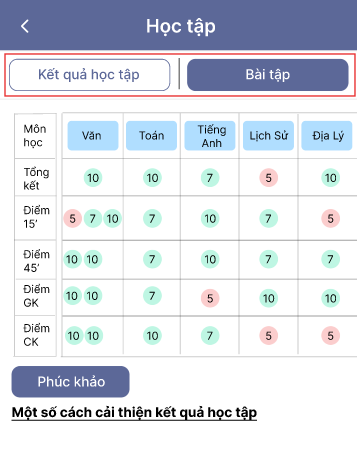 Học tập
Kết quả học tập Bài tập
Môn học Văn Toán Tiếng Anh Lịch Sử Địa Lý
Tổng kết 10 10 7 5 10
Điểm 15' 5 7 10 7 10 7 5
Điểm 45' 10 10 7 10 7 7
Điểm GK 10 10 7 5 10 10
Điểm CK 10 10 10 7 5 5
Phúc khảo
Một số cách cải thiện kết quả học tập